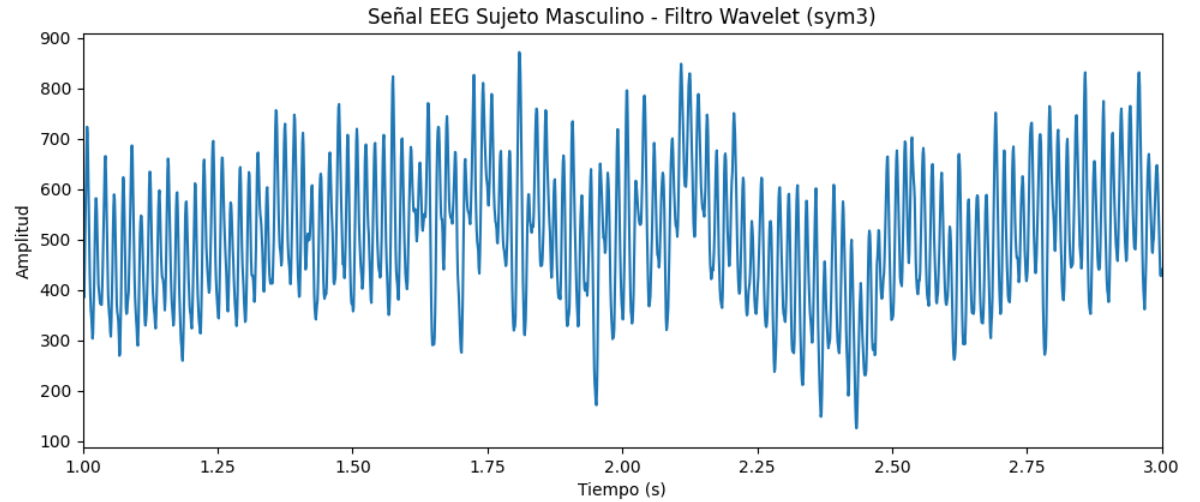 Señal EEG Sujeto Masculino - Filtro Wavelet (sym3)
900
800
700
600
500
400
300
200
100
Amplitud
1.00 1.25 1.50 1.75 2.00 2.25 2.50 2.75 3.00
Tiempo (s)